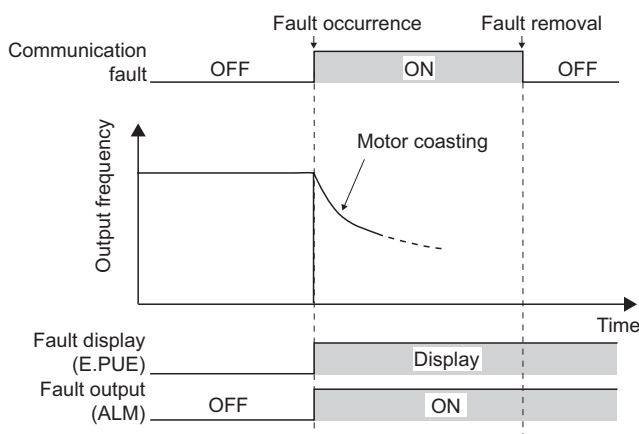 Fault occurrence Fault removal
Communication
fault
OFF ON OFF
Output frequency
Motor coasting
Time
Fault display
(E.PUE)
Display
Fault output
(ALM)
OFF ON